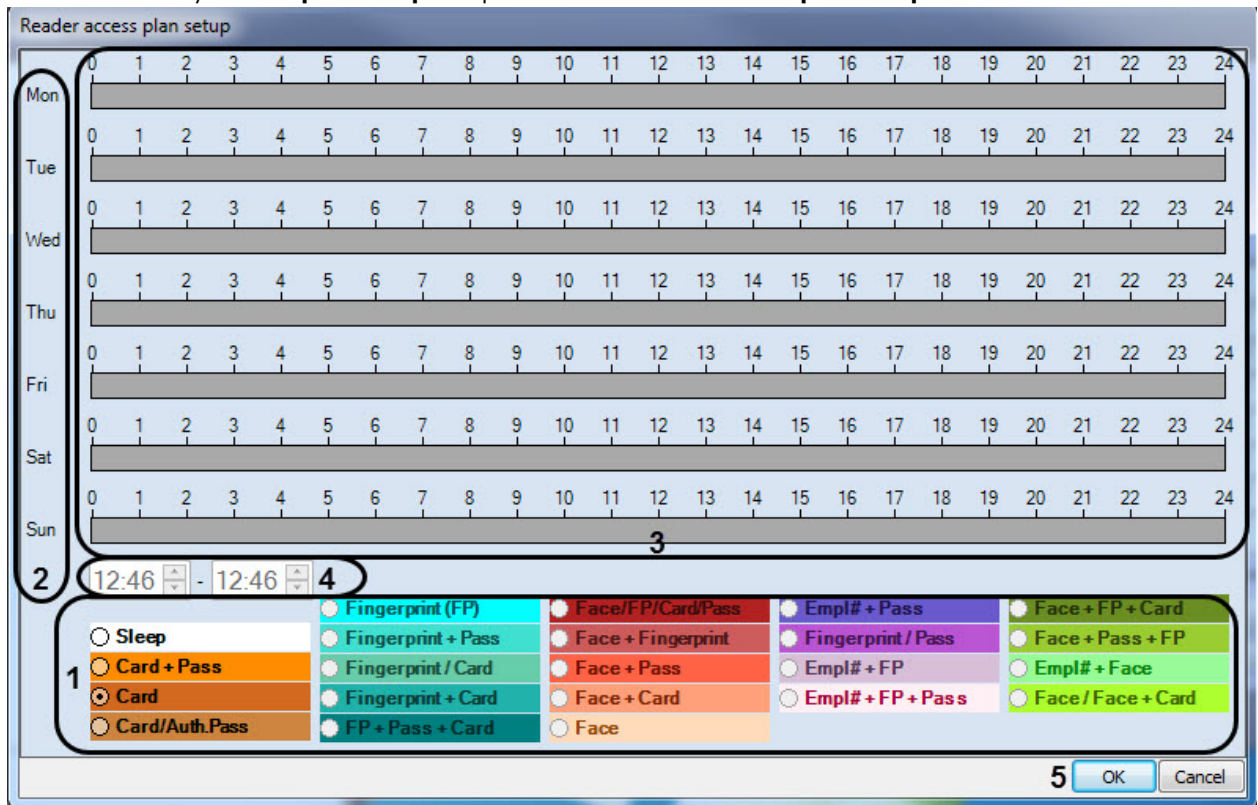 Reader access plan setup
0 1 2 3 4 5 6 7 8 9 10 11 12 13 14 15 16 17 18 19 20 21 22 23 24
Mon
0 1 2 3 4 5 6 7 8 9 10 11 12 13 14 15 16 17 18 19 20 21 22 23 24
Tue
0 1 2 3 4 5 6 7 8 9 10 11 12 13 14 15 16 17 18 19 20 21 22 23 24
Wed
0 1 2 3 4 5 6 7 8 9 10 11 12 13 14 15 16 17 18 19 20 21 22 23 24
Thu
0 1 2 3 4 5 6 7 8 9 10 11 12 13 14 15 16 17 18 19 20 21 22 23 24
Fri
0 1 2 3 4 5 6 7 8 9 10 11 12 13 14 15 16 17 18 19 20 21 22 23 24
Sat
0 1 2 3 4 5 6 7 8 9 10 11 12 13 14 15 16 17 18 19 20 21 22 23 24
Sun
3
2 12:46 - 12:46 4
1
Sleep
Card + Pass
Card
Card/Auth.Pass
Fingerprint (FP)
Fingerprint + Pass
Fingerprint / Card
Fingerprint + Card
FP + Pass + Card
Face/FP/Card/Pass
Face + Fingerprint
Face + Pass
Face + Card
Face
Empl# + Pass
Fingerprint / Pass
Empl# + FP
Empl# + FP + Pass
Face + FP + Card
Face + Pass + FP
Empl# + Face
Face / Face + Card
5 OK Cancel